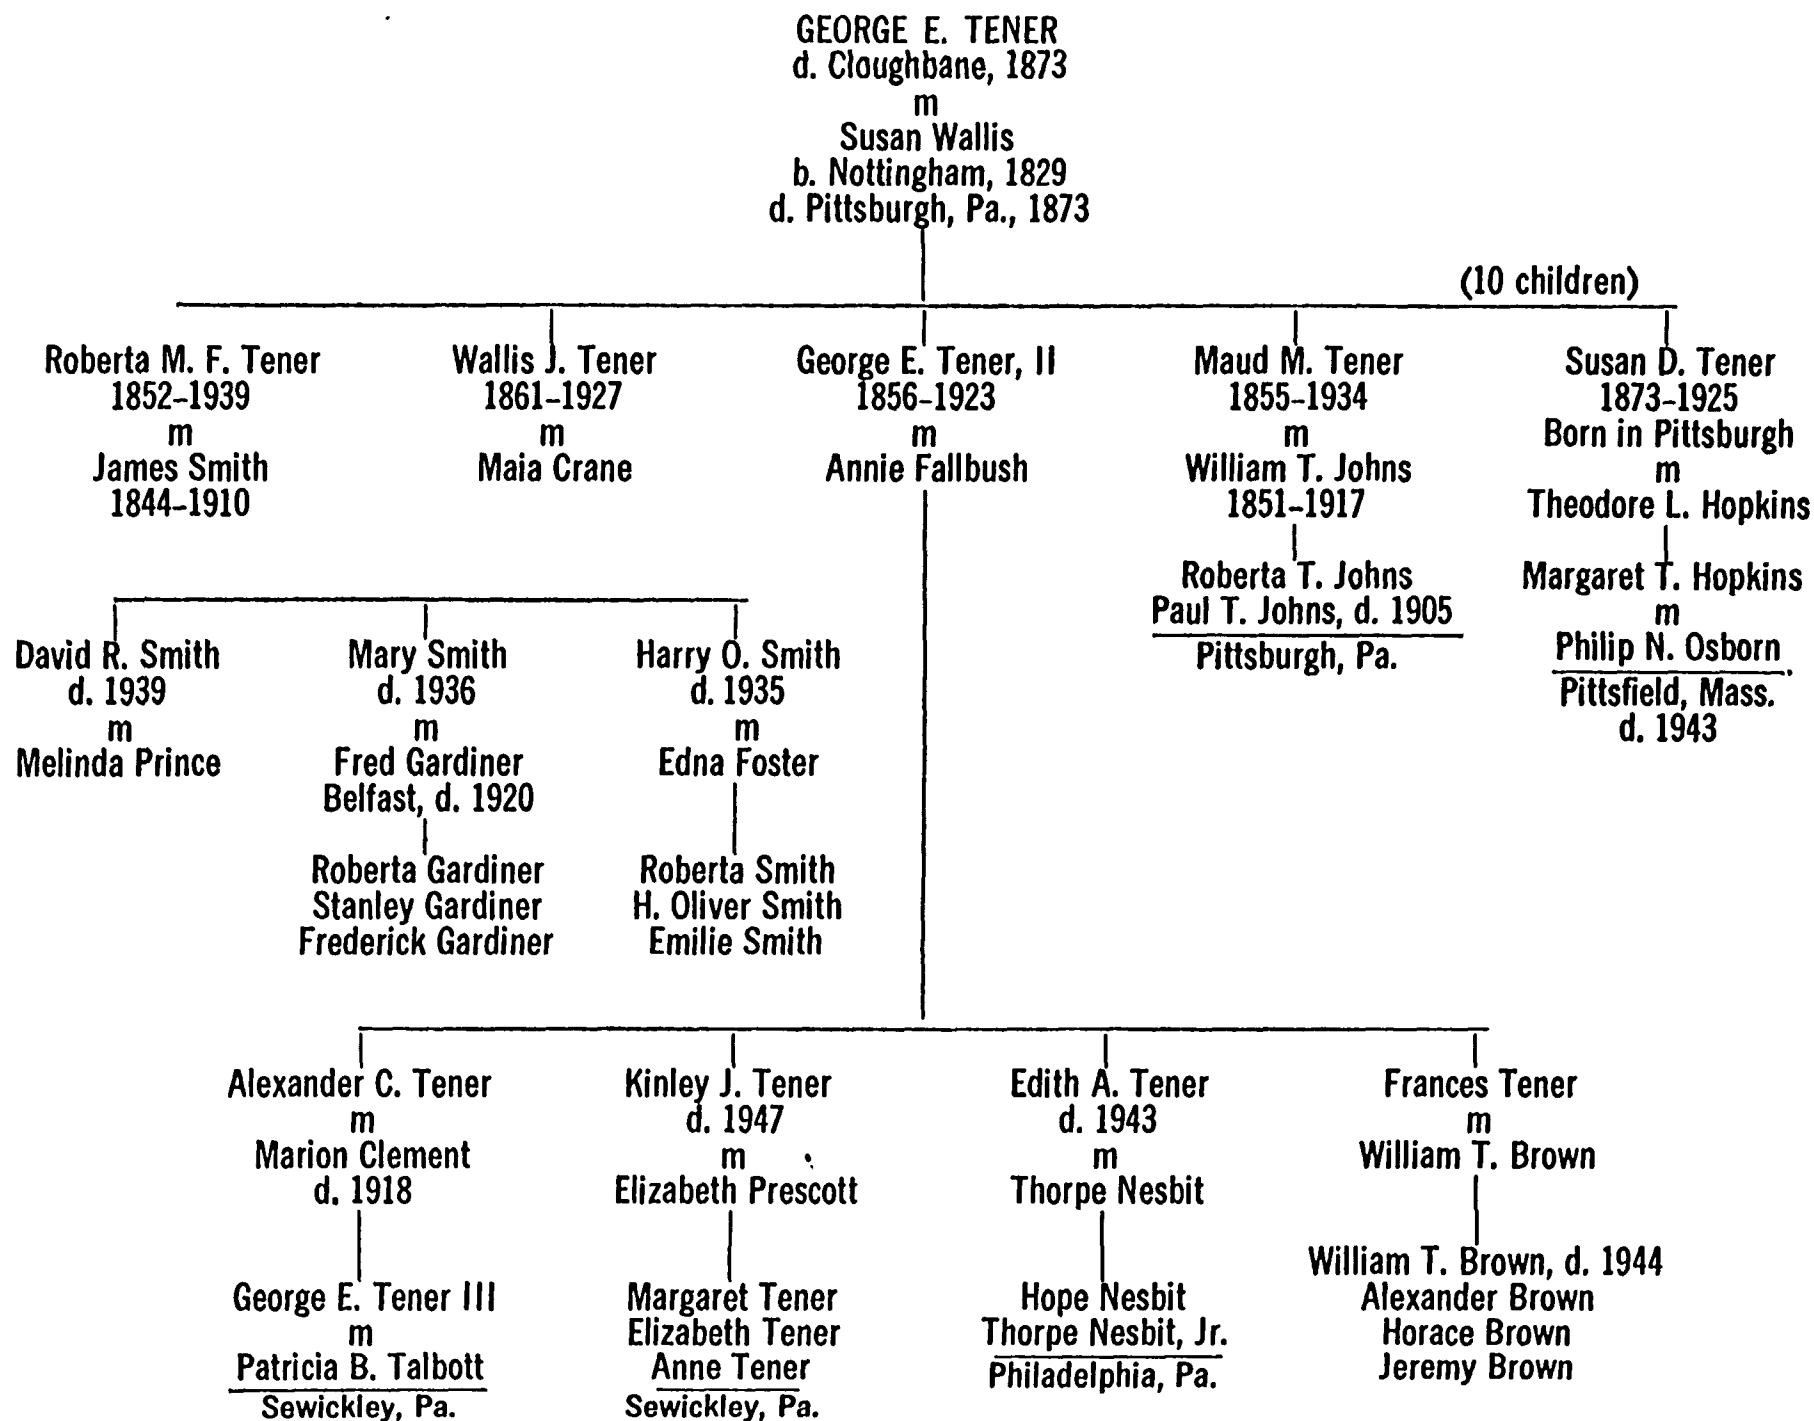 GEORGE E. TENER
d. Cloughbane, 1873
m
Susan Wallis
b. Nottingham, 1829
d. Pittsburgh, Pa., 1873
(10 children)
Roberta M. F. Tener
1852-1939
m
James Smith
1844-1910
Wallis J. Tener
1861-1927
m
Maia Crane
George E. Tener, II
1856-1923
m
Annie Fallbush
Maud M. Tener
1855-1934
m
William T. Johns
1851-1917
Roberta T. Johns
Paul T. Johns, d. 1905
Pittsburgh, Pa.
Susan D. Tener
1873-1925
Born in Pittsburgh
m
Theodore L. Hopkins
Margaret T. Hopkins
m
Philip N. Osborn
Pittsfield, Mass.
d. 1943
David R. Smith
d. 1939
m
Melinda Prince
Mary Smith
d. 1936
m
Fred Gardiner
Belfast, d. 1920
Roberta Gardiner
Stanley Gardiner
Frederick Gardiner
Harry O. Smith
d. 1935
m
Edna Foster
Roberta Smith
H. Oliver Smith
Emilie Smith
Alexander C. Tener
m
Marion Clement
d. 1918
George E. Tener III
m
Patricia B. Talbott
Sewickley, Pa.
Kinley J. Tener
d. 1947
m
Elizabeth Prescott
Margaret Tener
Elizabeth Tener
Anne Tener
Sewickley, Pa.
Edith A. Tener
d. 1943
m
Thorpe Nesbit
Hope Nesbit
Thorpe Nesbit, Jr.
Philadelphia, Pa.
Frances Tener
m
William T. Brown
William T. Brown, d. 1944
Alexander Brown
Horace Brown
Jeremy Brown